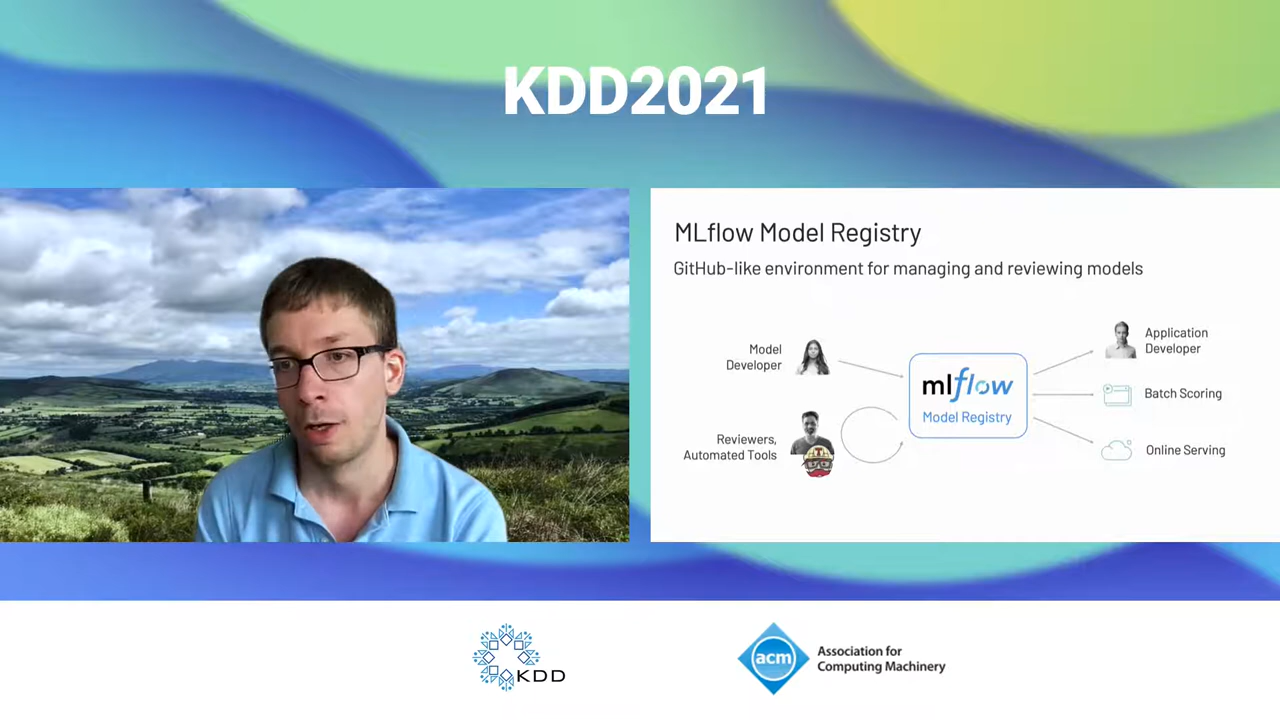 KDD2021
MLflow Model Registry
GitHub-like environment for managing and reviewing models
Model
Developer
Reviewers,
Automated Tools
mlflow
Model Registry
Application
Developer
Batch Scoring
Online Serving
KDD
acm
Association for
Computing Machinery